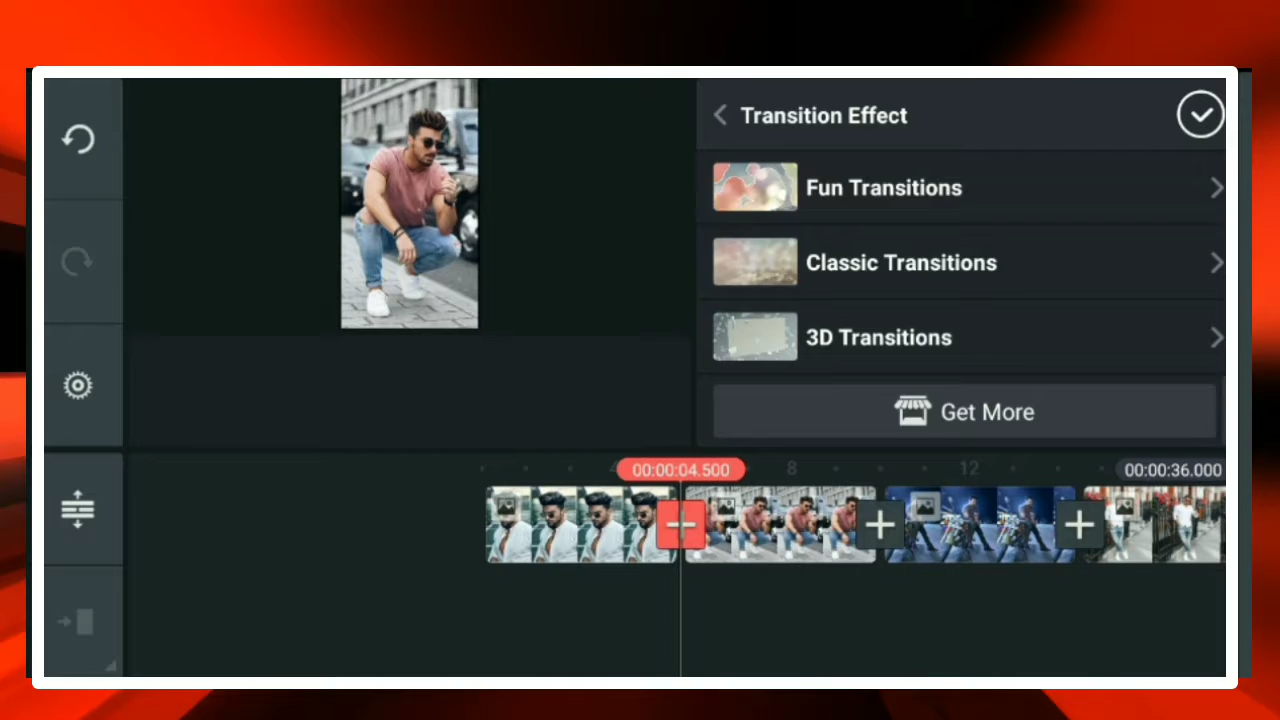 Transition Effect
Fun Transitions
Classic Transitions
3D Transitions
Get More
00:00:04.500
8
12
00:00:36.000